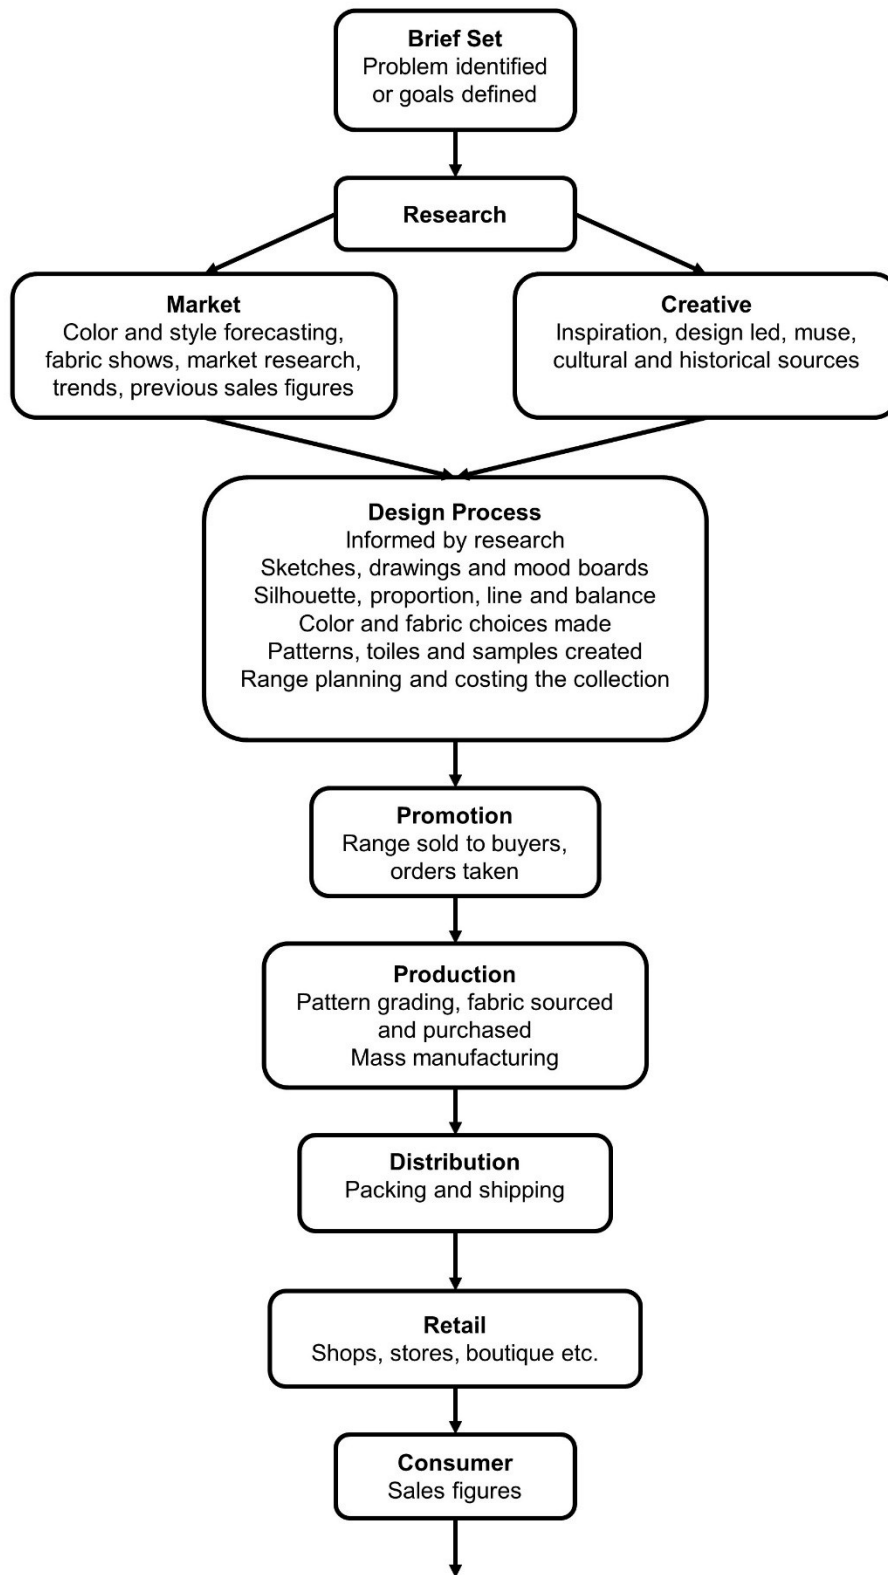 Brief Set
Problem identified
or goals defined
Research
Market
Color and style forecasting,
fabric shows, market research,
trends, previous sales figures
Creative
Inspiration, design led, muse,
cultural and historical sources
Design Process
Informed by research
Sketches, drawings and mood boards
Silhouette, proportion, line and balance
Color and fabric choices made
Patterns, toiles and samples created
Range planning and costing the collection
Promotion
Range sold to buyers,
orders taken
Production
Pattern grading, fabric sourced
and purchased
Mass manufacturing
Distribution
Packing and shipping
Retail
Shops, stores, boutique etc.
Consumer
Sales figures